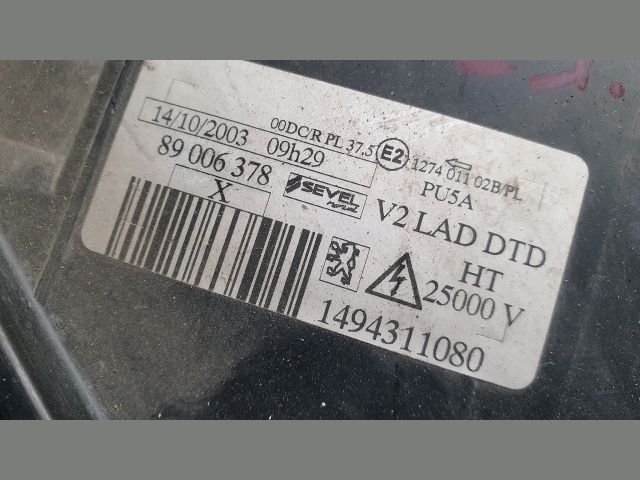 14/10/2003 09h29
00DC/R PL 37.5 E2 1274 011 02B/PL
PU5A
89 006 378
X
SEVEL
V2 LAD DTD
HT
25000 V
1494311080